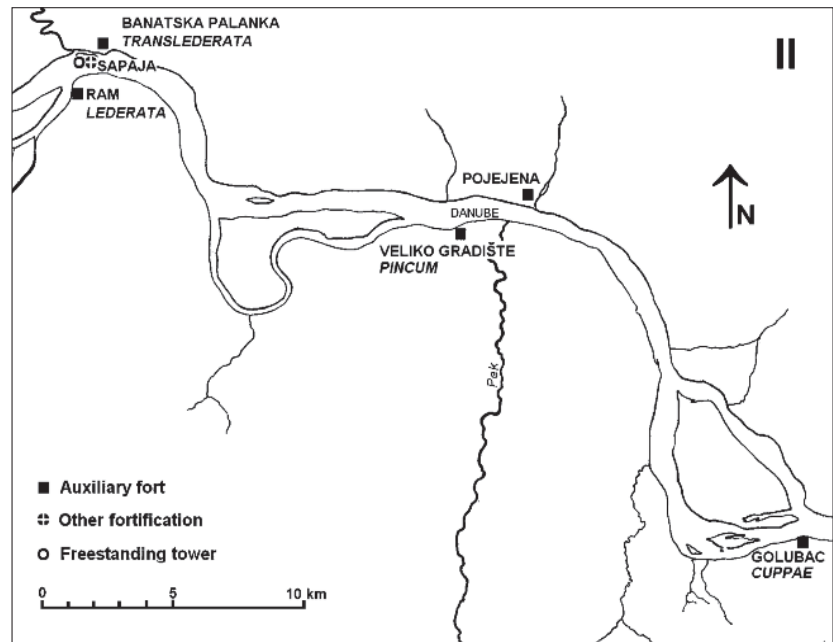 BANATSKA PALANKA
TRANSLEDERATA
II
SAPAJA
RAM
LEDERATA
POJEJENA
N
DANUBE
VELIKO GRADIŠTE
PINCUM
Pek
Auxiliary fort
Other fortification
Freestanding tower
0 5 10 km
GOLUBAC
CUPPAE